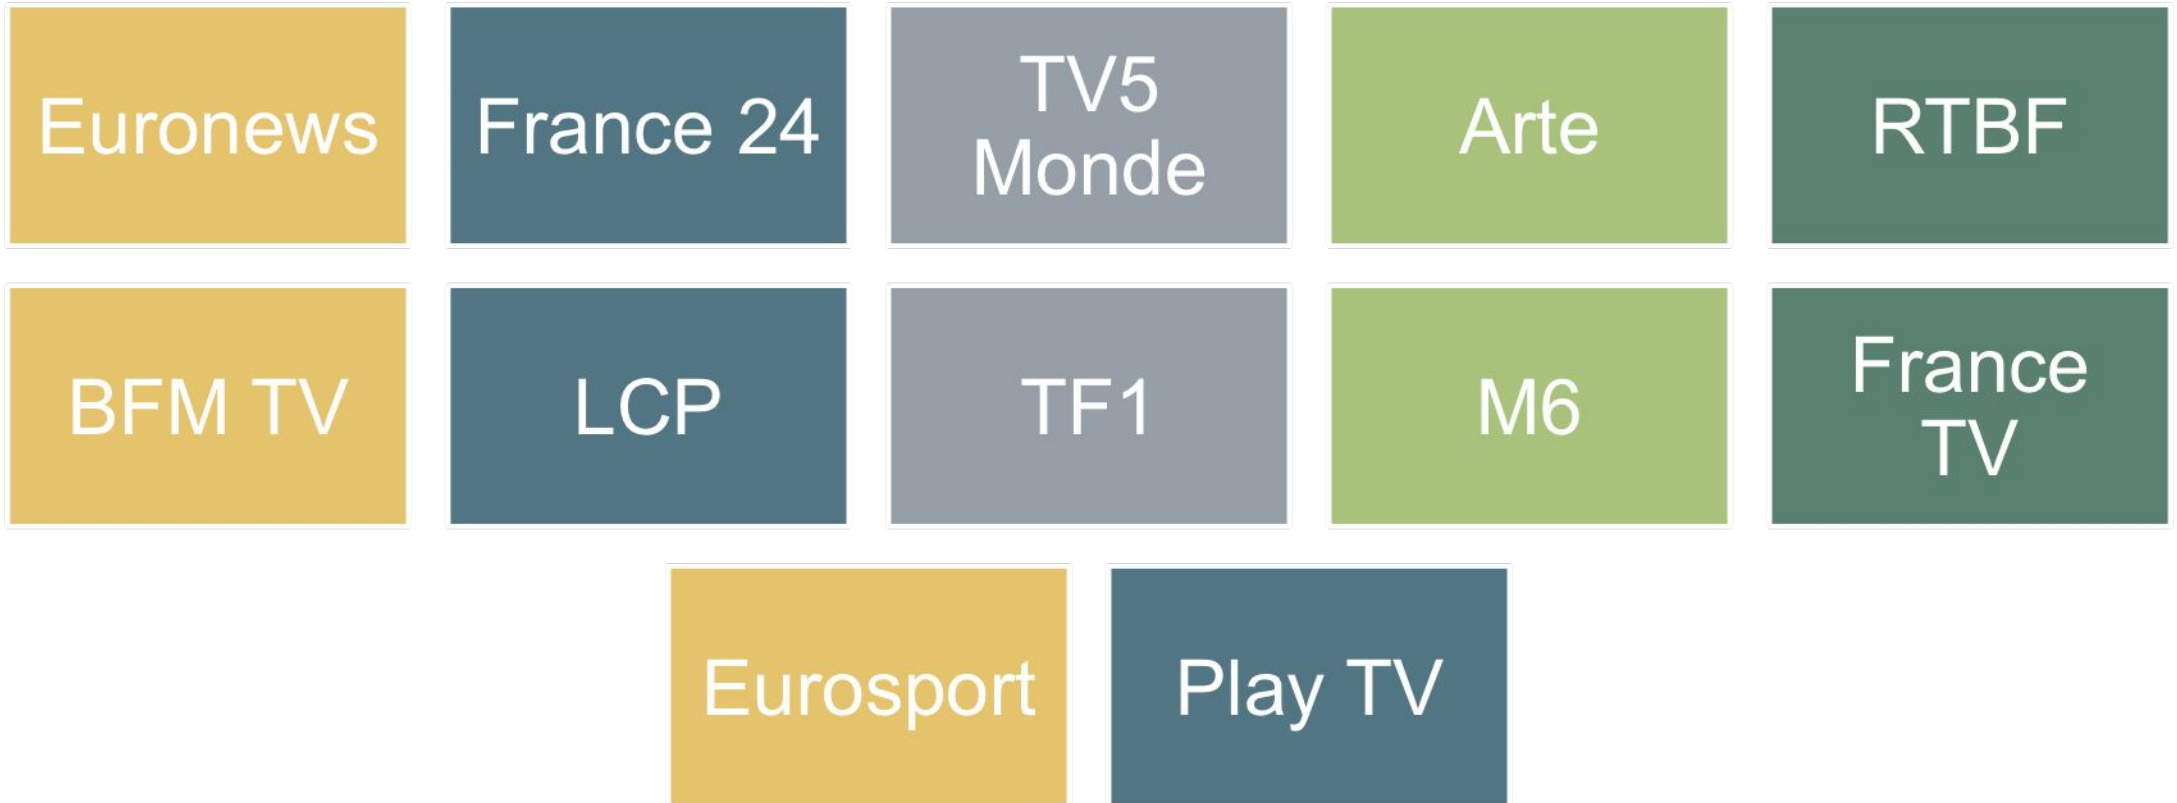 Euronews
France 24
TV5
Monde
Arte
RTBF
BFM TV
LCP
TF1
M6
France
TV
Eurosport
Play TV